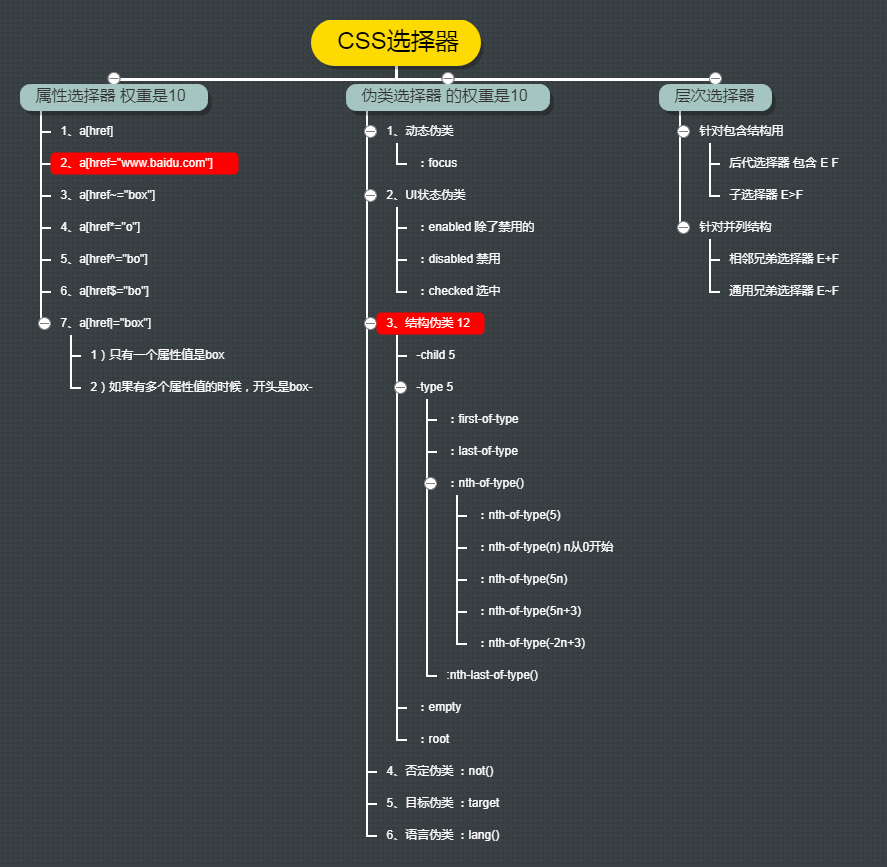 CSS选择器
属性选择器 权重是10
1、a[href]
2、a[href="www.baidu.com"]
3、a[href~="box"]
4、a[href*="o"]
5、a[href^="bo"]
6、a[href$="bo"]
7、a[href|="box"]
1）只有一个属性值是box
2）如果有多个属性值的时候，开头是box-
伪类选择器 的权重是10
1、动态伪类
：focus
2、UI状态伪类
：enabled 除了禁用的
：disabled 禁用
：checked 选中
3、结构伪类 12
-child 5
-type 5
：first-of-type
：last-of-type
：nth-of-type()
：nth-of-type(5)
：nth-of-type(n) n从0开始
：nth-of-type(5n)
：nth-of-type(5n+3)
：nth-of-type(-2n+3)
:nth-last-of-type()
：empty
：root
4、否定伪类 ：not()
5、目标伪类 ：target
6、语言伪类 ：lang()
层次选择器
针对包含结构用
后代选择器 包含 E F
子选择器 E>F
针对并列结构
相邻兄弟选择器 E+F
通用兄弟选择器 E~F